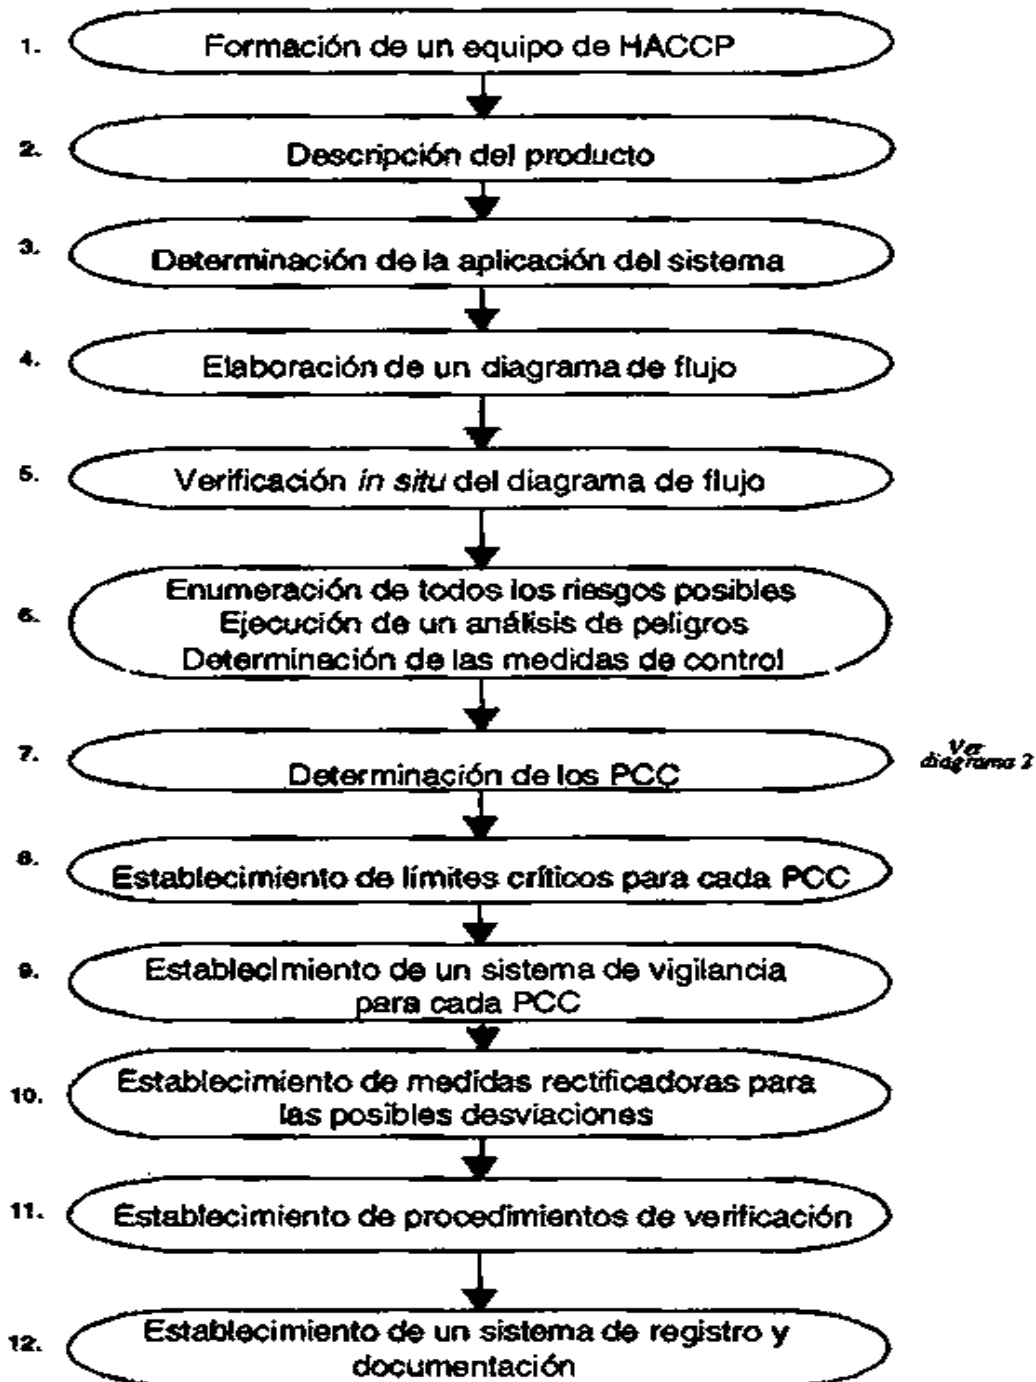 1. Formación de un equipo de HACCP
2. Descripción del producto
3. Determinación de la aplicación del sistema
4. Elaboración de un diagrama de flujo
5. Verificación in situ del diagrama de flujo
6. Enumeración de todos los riesgos posibles
Ejecución de un análisis de peligros
Determinación de las medidas de control
7. Determinación de los PCC
Ver
diagrama 2
8. Establecimiento de límites críticos para cada PCC
9. Establecimiento de un sistema de vigilancia
para cada PCC
10. Establecimiento de medidas rectificadoras para
las posibles desviaciones
11. Establecimiento de procedimientos de verificación
12. Establecimiento de un sistema de registro y
documentación